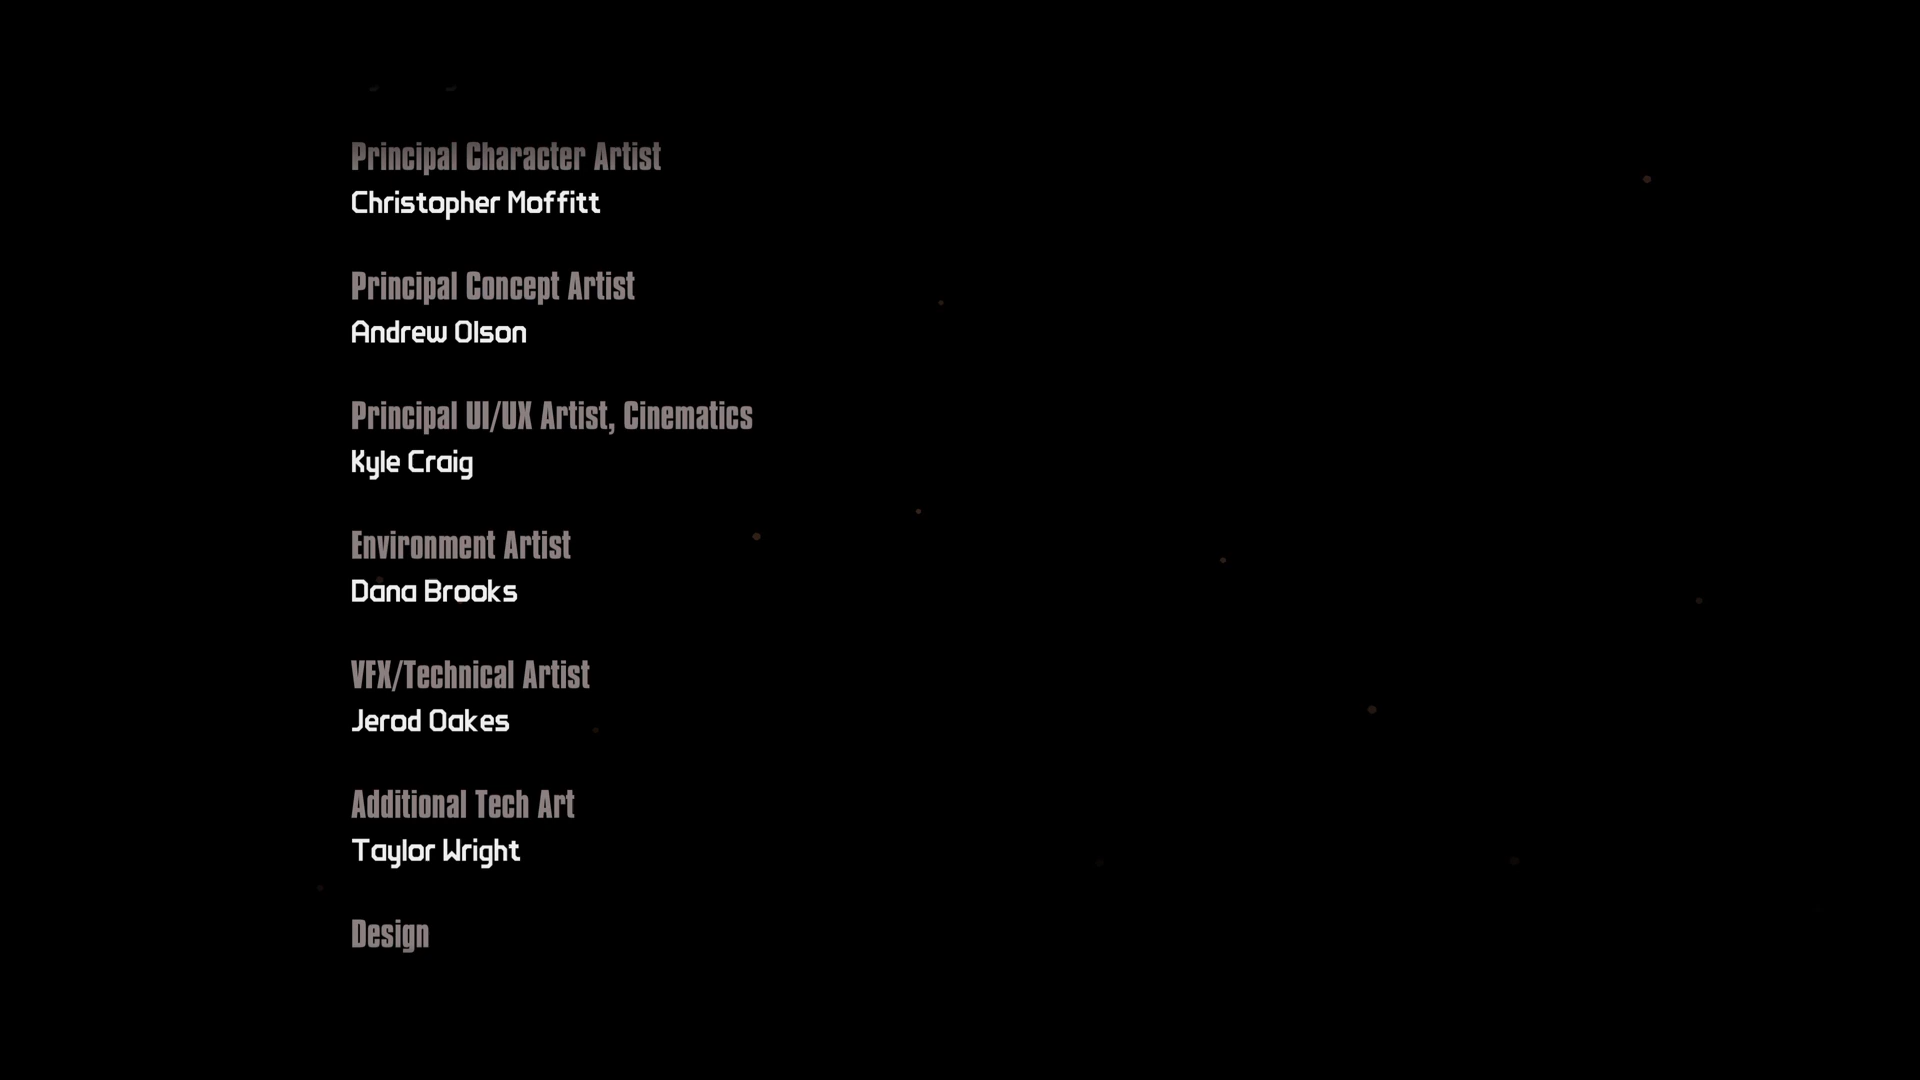 Principal Character Artist
Christopher Moffitt
Principal Concept Artist
Andrew Olson
Principal UI/UX Artist, Cinematics
Kyle Craig
Environment Artist
Dana Brooks
VFX/Technical Artist
Jerod Oakes
Additional Tech Art
Taylor Wright
Design